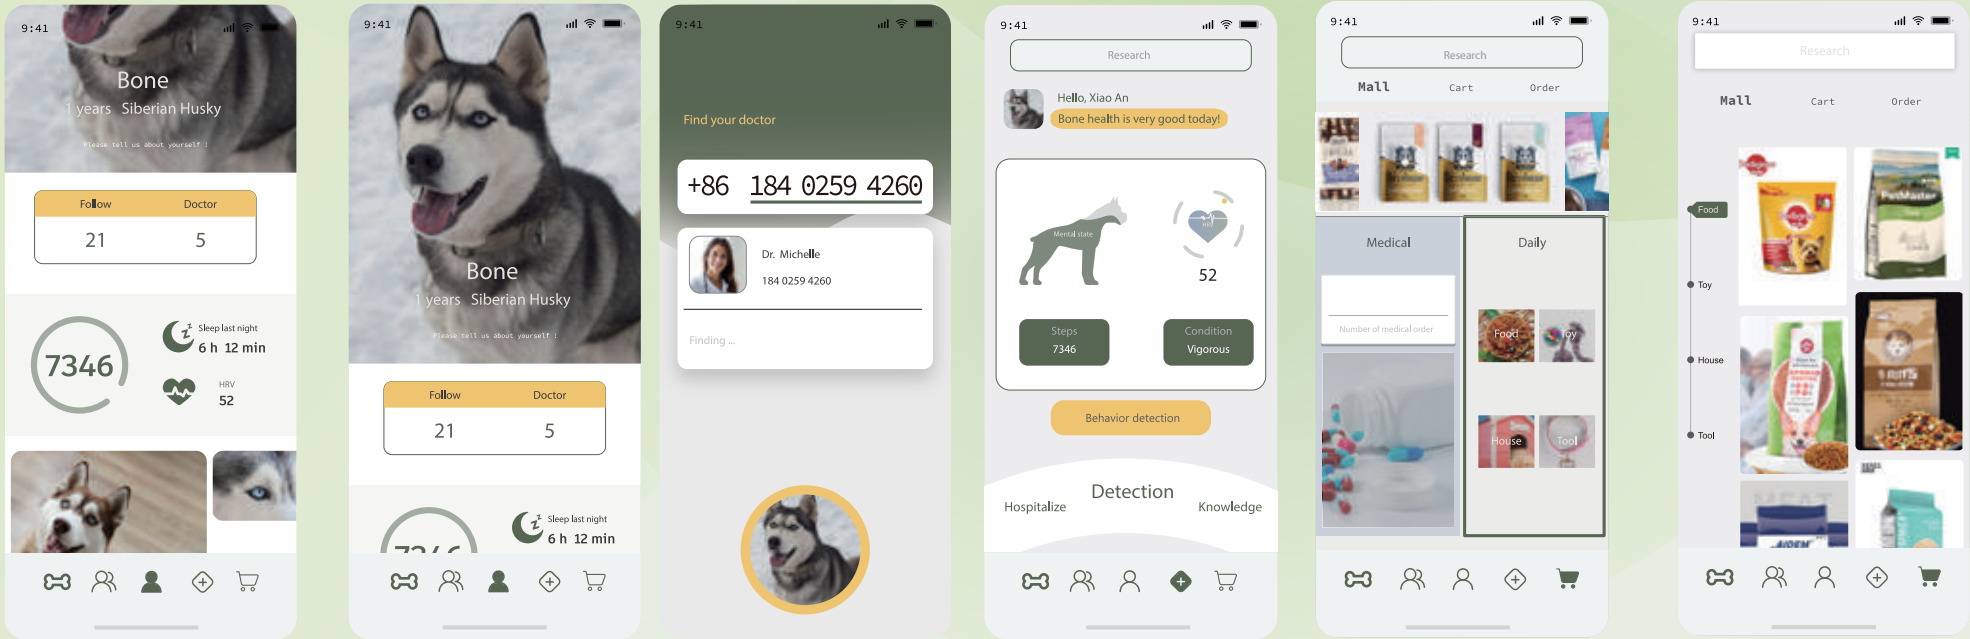 9:41
Bone
1 years Siberian Husky
Please tell us about yourself !
Follow Doctor
21 5
7346
Sleep last night
6 h 12 min
HRV
52
9:41
Bone
1 years Siberian Husky
Please tell us about yourself !
Follow Doctor
21 5
7346
Sleep last night
6 h 12 min
9:41
Find your doctor
+86 184 0259 4260
Dr. Michelle
184 0259 4260
Finding ...
9:41
Research
Hello, Xiao An
Bone health is very good today!
Mental state
HRV
52
Steps
7346
Condition
Vigorous
Behavior detection
Hospitalize Detection Knowledge
9:41
Research
Mall Cart Order
Medical
Number of medical order
Daily
Food Toy
House Tool
9:41
Research
Mall Cart Order
Food
Toy
House
Tool
Pedigree
PetMaster